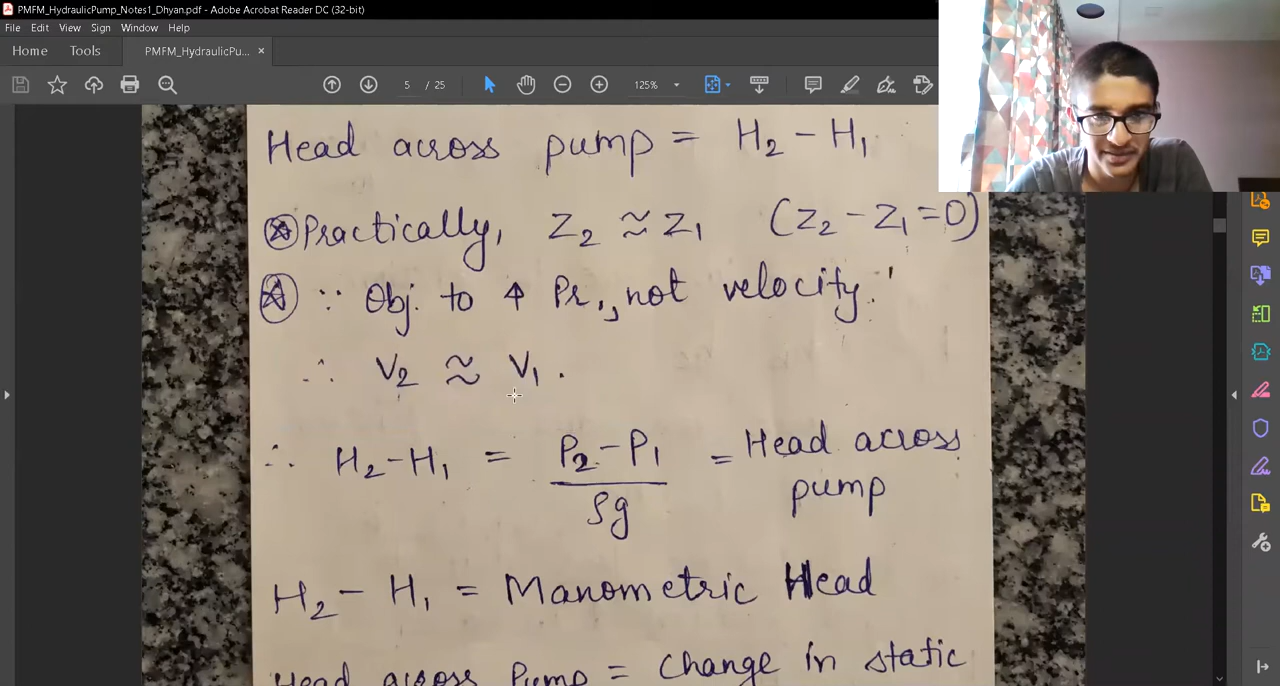 PMFM_HydraulicPump_Notes1_Dhyan.pdf - Adobe Acrobat Reader DC (32-bit)
File Edit View Sign Window Help
Home Tools PMFM_HydraulicPu... ×
5 / 25 125%
Head across pump = H₂ - H₁
Practically, Z₂ ≈ Z₁ (Z₂ - Z₁ = 0)
∵ Obj. to ↑ Pr., not velocity.
∴ V₂ ≈ V₁.
∴ H₂-H₁ = P₂-P₁ / ρg = Head across pump
H₂ - H₁ = Manometric Head
Head across Pump = Change in static